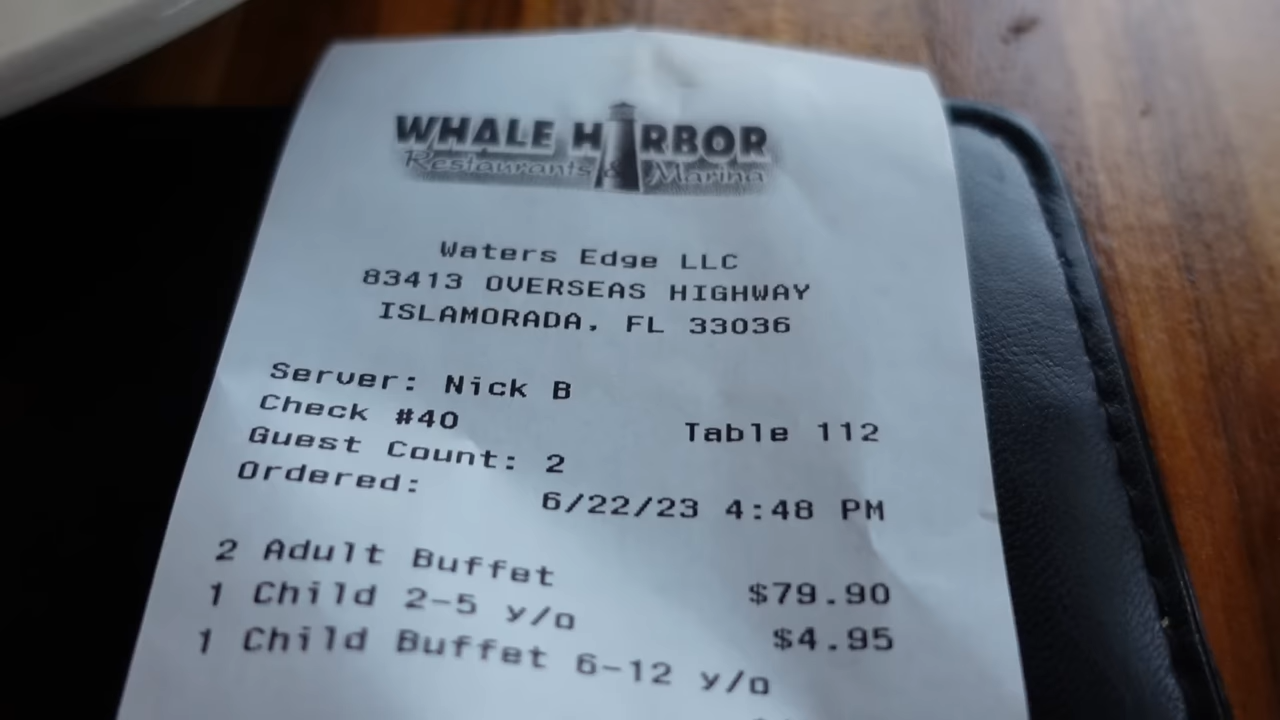 WHALE HARBOR
Restaurants & Marina
Waters Edge LLC
83413 OVERSEAS HIGHWAY
ISLAMORADA, FL 33036
Server: Nick B
Check #40 Table 112
Guest Count: 2
Ordered: 6/22/23 4:48 PM
2 Adult Buffet $79.90
1 Child 2-5 y/o $4.95
1 Child Buffet 6-12 y/o